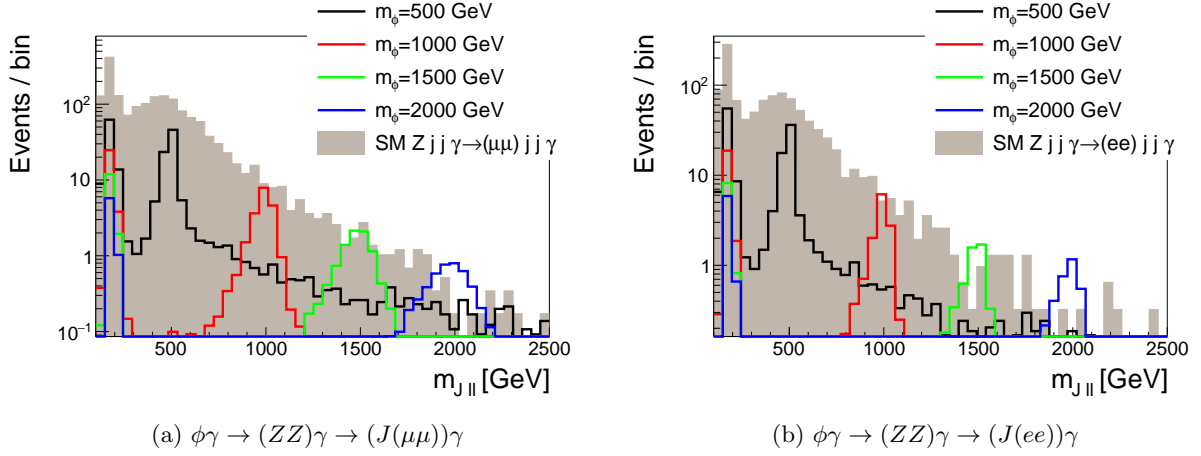 m_ϕ=500 GeV
m_ϕ=1000 GeV
m_ϕ=1500 GeV
m_ϕ=2000 GeV
SM Z j j γ→(μμ) j j γ
Events / bin
10²
10
1
10⁻¹
500 1000 1500 2000 2500
m_{J ll} [GeV]
(a) ϕγ → (ZZ)γ → (J(μμ))γ
m_ϕ=500 GeV
m_ϕ=1000 GeV
m_ϕ=1500 GeV
m_ϕ=2000 GeV
SM Z j j γ→(ee) j j γ
Events / bin
10²
10
1
500 1000 1500 2000 2500
m_{J ll} [GeV]
(b) ϕγ → (ZZ)γ → (J(ee))γ